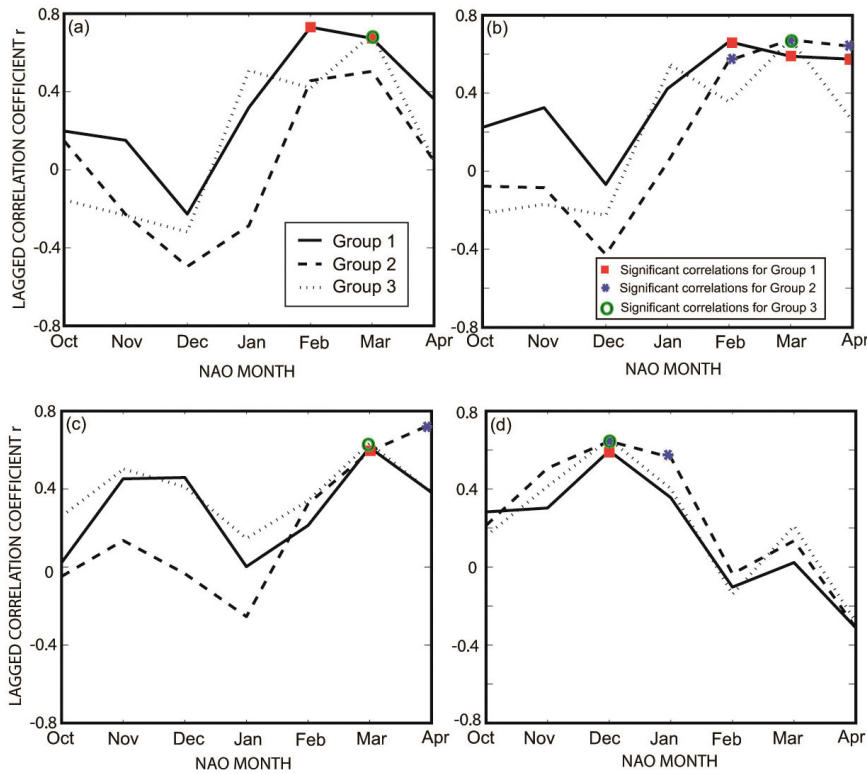 0.8
0.4
0
-0.4
-0.8
LAGGED CORRELATION COEFFICIENT r
(a)
Group 1
Group 2
Group 3
Oct Nov Dec Jan Feb Mar Apr
NAO MONTH
0.8
0.4
0
-0.4
-0.8
(b)
Significant correlations for Group 1
Significant correlations for Group 2
Significant correlations for Group 3
Oct Nov Dec Jan Feb Mar Apr
NAO MONTH
0.8
0.4
0
-0.4
-0.8
LAGGED CORRELATION COEFFICIENT r
(c)
Oct Nov Dec Jan Feb Mar Apr
NAO MONTH
0.8
0.4
0
-0.4
-0.8
(d)
Oct Nov Dec Jan Feb Mar Apr
NAO MONTH